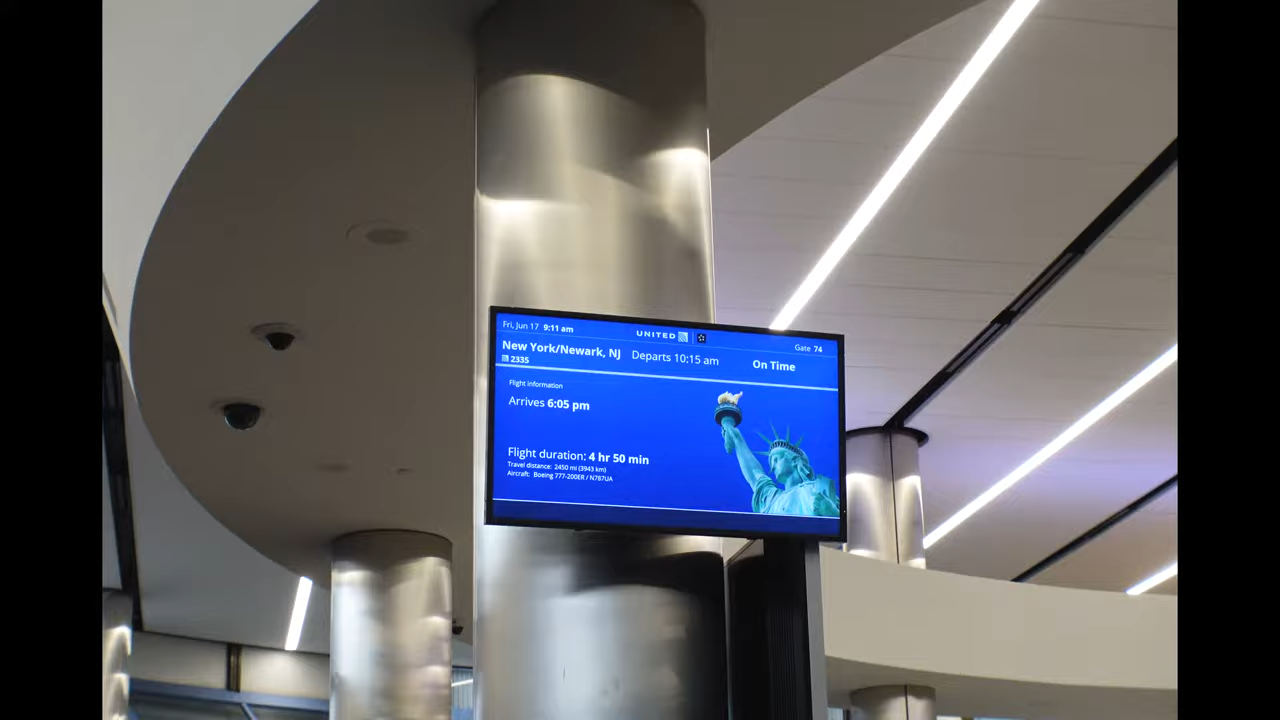 Fri, Jun 17 9:11 am
UNITED
Gate 74
New York/Newark, NJ Departs 10:15 am On Time
2335
Flight information
Arrives 6:05 pm
Flight duration: 4 hr 50 min
Travel distance: 2450 mi (3943 km)
Aircraft: Boeing 777-200ER / N787UA